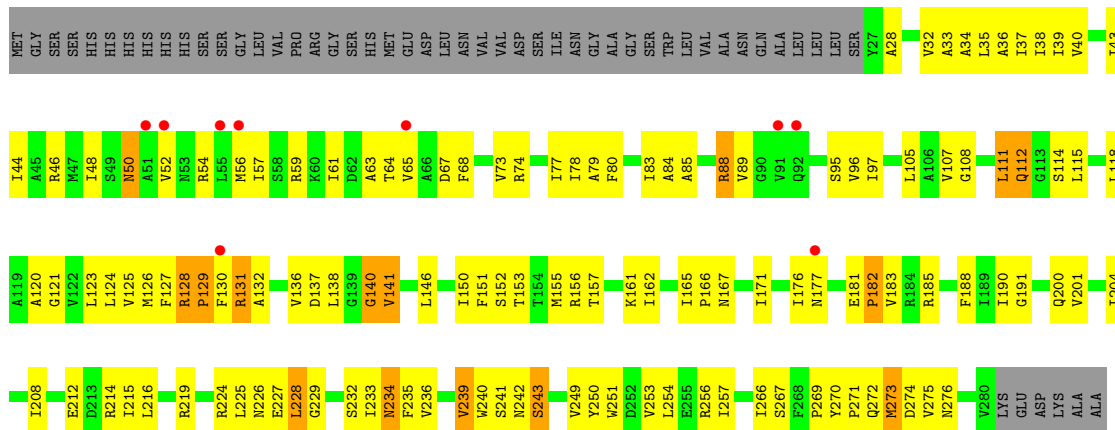 MET GLY SER SER HIS HIS HIS HIS HIS HIS SER SER GLY LEU VAL PRO ARG GLY SER HIS MET GLU ASP LEU ASN VAL VAL ASP SER ILE ASN GLY ALA GLY SER TRP LEU VAL ALA ASN GLN ALA LEU LEU LEU SER Y27 A28 V32 A33 A34 L35 A36 I37 I38 I39 V40 I43
I44 A45 R46 M47 I48 S49 N50 A51 V52 N53 R54 L55 M56 I57 S58 R59 K60 I61 D62 A63 T64 V65 A66 D67 F68 V73 R74 I77 I78 A79 F80 I83 A84 A85 R88 V89 G90 V91 Q92 S95 V96 I97 L105 A106 V107 G108 L111 Q112 G113 S114 L115 L118
A119 A120 G121 V122 L123 L124 V125 M126 F127 R128 P129 F130 R131 A132 V136 D137 L138 G139 G140 V141 L146 I150 F151 S152 T153 T154 M155 R156 T157 K161 I162 I165 P166 N167 I171 I176 N177 E181 P182 V183 R184 R185 F188 I189 I190 G191 Q200 V201 I204
I208 E212 D213 R214 I215 L216 R219 R224 L225 N226 E227 L228 G229 S232 I233 N234 F235 V236 V239 W240 S241 N242 S243 V249 Y250 W251 D252 V253 L254 E255 R256 I257 I266 S267 F268 P269 Y270 P271 Q272 M273 D274 V275 N276 V280 LYS GLU ASP LYS ALA ALA